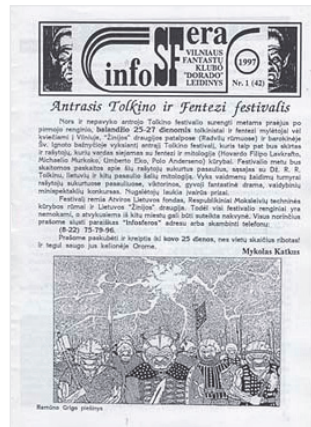 infoSFera
VILNIAUS
FANTASTŲ
KLUBO
"DORADO"
LEIDINYS
1997
Nr. 1 (42)
Antrasis Tolkino ir Fentezi festivalis
Nors ir nepavyko antrojo Tolkino festivalio surengti metams praėjus po
pirmojo renginio, balandžio 25-27 dienomis tolkinistai ir fentezi mylėtojai vėl
kviečiami į Vilnių, "Žinijos" draugijos patalpose (Radvilų rūmuose) ir barokinėje
Šv. Ignoto bažnyčioje vyksiantį antrąjį Tolkino festivalį, kuris taip pat bus skirtas
ir rašytojų, kurių vardas siejamas su fentezi ir mitologija (Howardo Filipo Lavkrafto,
Michaelio Murkoko, Umberto Eko, Polo Andersono) kūrybai. Festivalio metu bus
skaitomos paskaitos apie šių rašytojų sukurtus pasaulius, sąsajas su Dž. R. R.
Tolkinu, lietuvių ir kitų pasaulio šalių mitologija. Vyks vaidmenų žaidimų turnyrai
rašytojų sukurtuose pasauliuose, viktorinos, gyvoji fantastinė drama, vaidybinių
minispektaklių konkursas. Nugalėtojų laukia įvairūs prizai.
Festivalį remia Atviros Lietuvos fondas, Respublikiniai Moksleivių techninės
kūrybos rūmai ir Lietuvos "Žinijos" draugija. Todėl visi festivalio renginiai yra
nemokami, o atvykusiems iš kitų miestų gali būti suteikta nakvynė. Visus norinčius
prašome siųsti paraiškas "Infosferos" adresu arba skambinti telefonu:
(8-22) 75-79-96.
Prašome paskubėti ir kreiptis iki kovo 25 dienos, nes vietų skaičius ribotas!
Ir tegul saugo jus kelionėje Oromė.
Mykolas Katkus
Ramūno Grigo piešinys